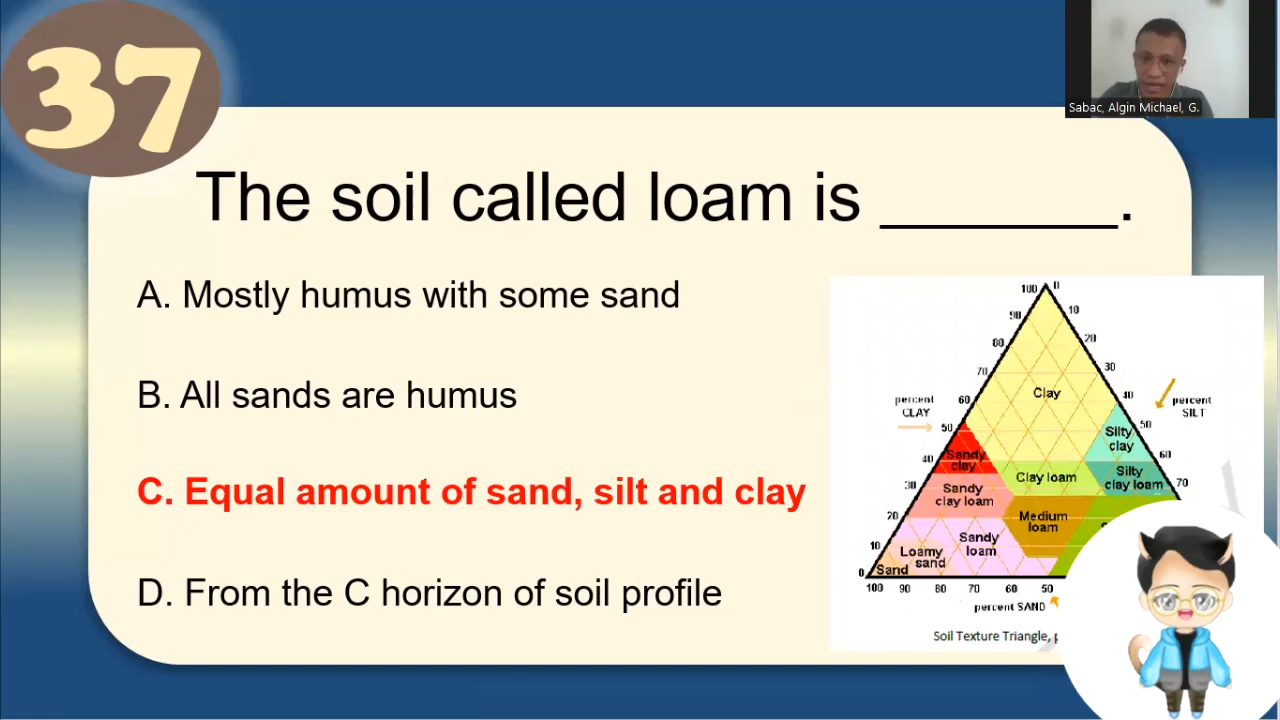 37
Sabac, Algin Michael, G.
The soil called loam is _______.
A. Mostly humus with some sand
B. All sands are humus
C. Equal amount of sand, silt and clay
D. From the C horizon of soil profile
100 0
90 10
80 20
70 30
60 40
50 50
40 60
30 70
20
10
0
percent
CLAY
percent
SILT
Clay
Silty
clay
Sandy
clay
Clay loam
Silty
clay loam
Sandy
clay loam
Medium
loam
Sandy
loam
Loamy
sand
Sand
100 90 80 70 60 50
percent SAND
Soil Texture Triangle,